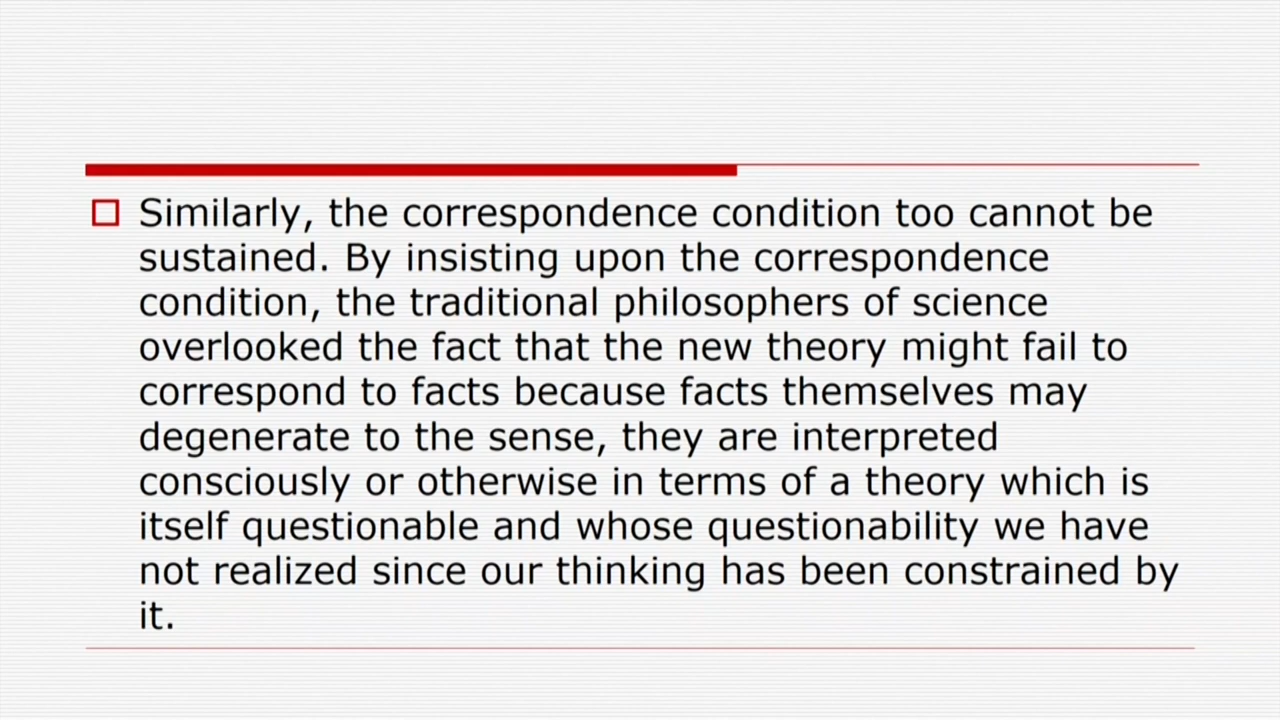 Similarly, the correspondence condition too cannot be
sustained. By insisting upon the correspondence
condition, the traditional philosophers of science
overlooked the fact that the new theory might fail to
correspond to facts because facts themselves may
degenerate to the sense, they are interpreted
consciously or otherwise in terms of a theory which is
itself questionable and whose questionability we have
not realized since our thinking has been constrained by
it.